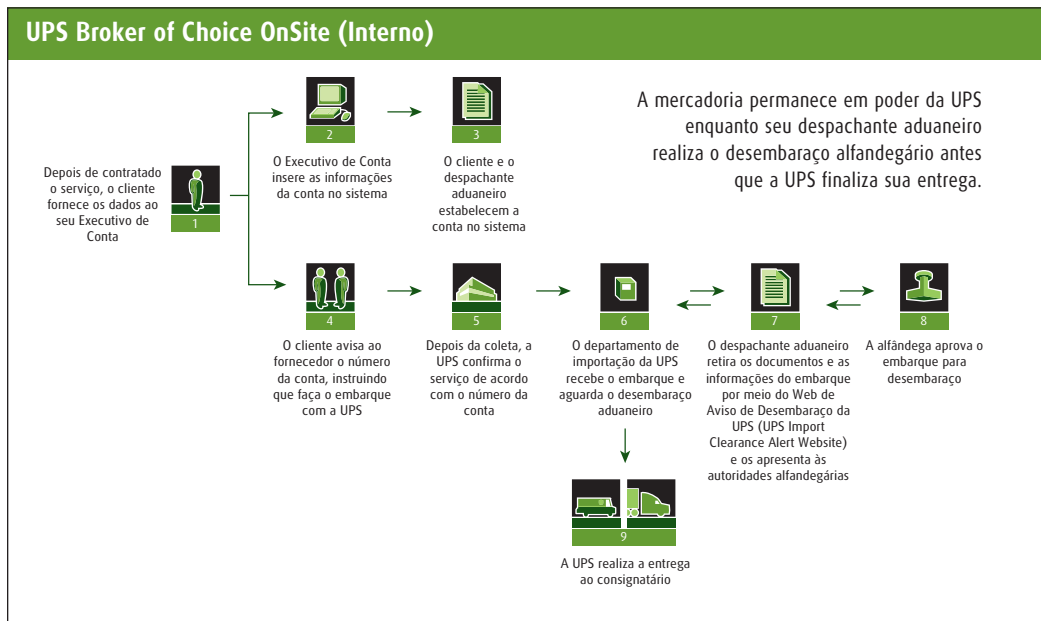 UPS Broker of Choice OnSite (Interno)
A mercadoria permanece em poder da UPS
enquanto seu despachante aduaneiro
realiza o desembaraço alfandegário antes
que a UPS finaliza sua entrega.
Depois de contratado
o serviço, o cliente
fornece os dados ao
seu Executivo de
Conta
1
2
O Executivo de Conta
insere as informações
da conta no sistema
3
O cliente e o
despachante
aduaneiro
estabelecem a
conta no sistema
4
O cliente avisa ao
fornecedor o número
da conta, instruindo
que faça o embarque
com a UPS
5
Depois da coleta, a
UPS confirma o
serviço de acordo
com o número da
conta
6
O departamento de
importação da UPS
recebe o embarque e
aguarda o desembaraço
aduaneiro
7
O despachante aduaneiro
retira os documentos e as
informações do embarque
por meio do Web de
Aviso de Desembaraço da
UPS (UPS Import
Clearance Alert Website)
e os apresenta às
autoridades alfandegárias
8
A alfândega aprova o
embarque para
desembaraço
9
A UPS realiza a entrega
ao consignatário